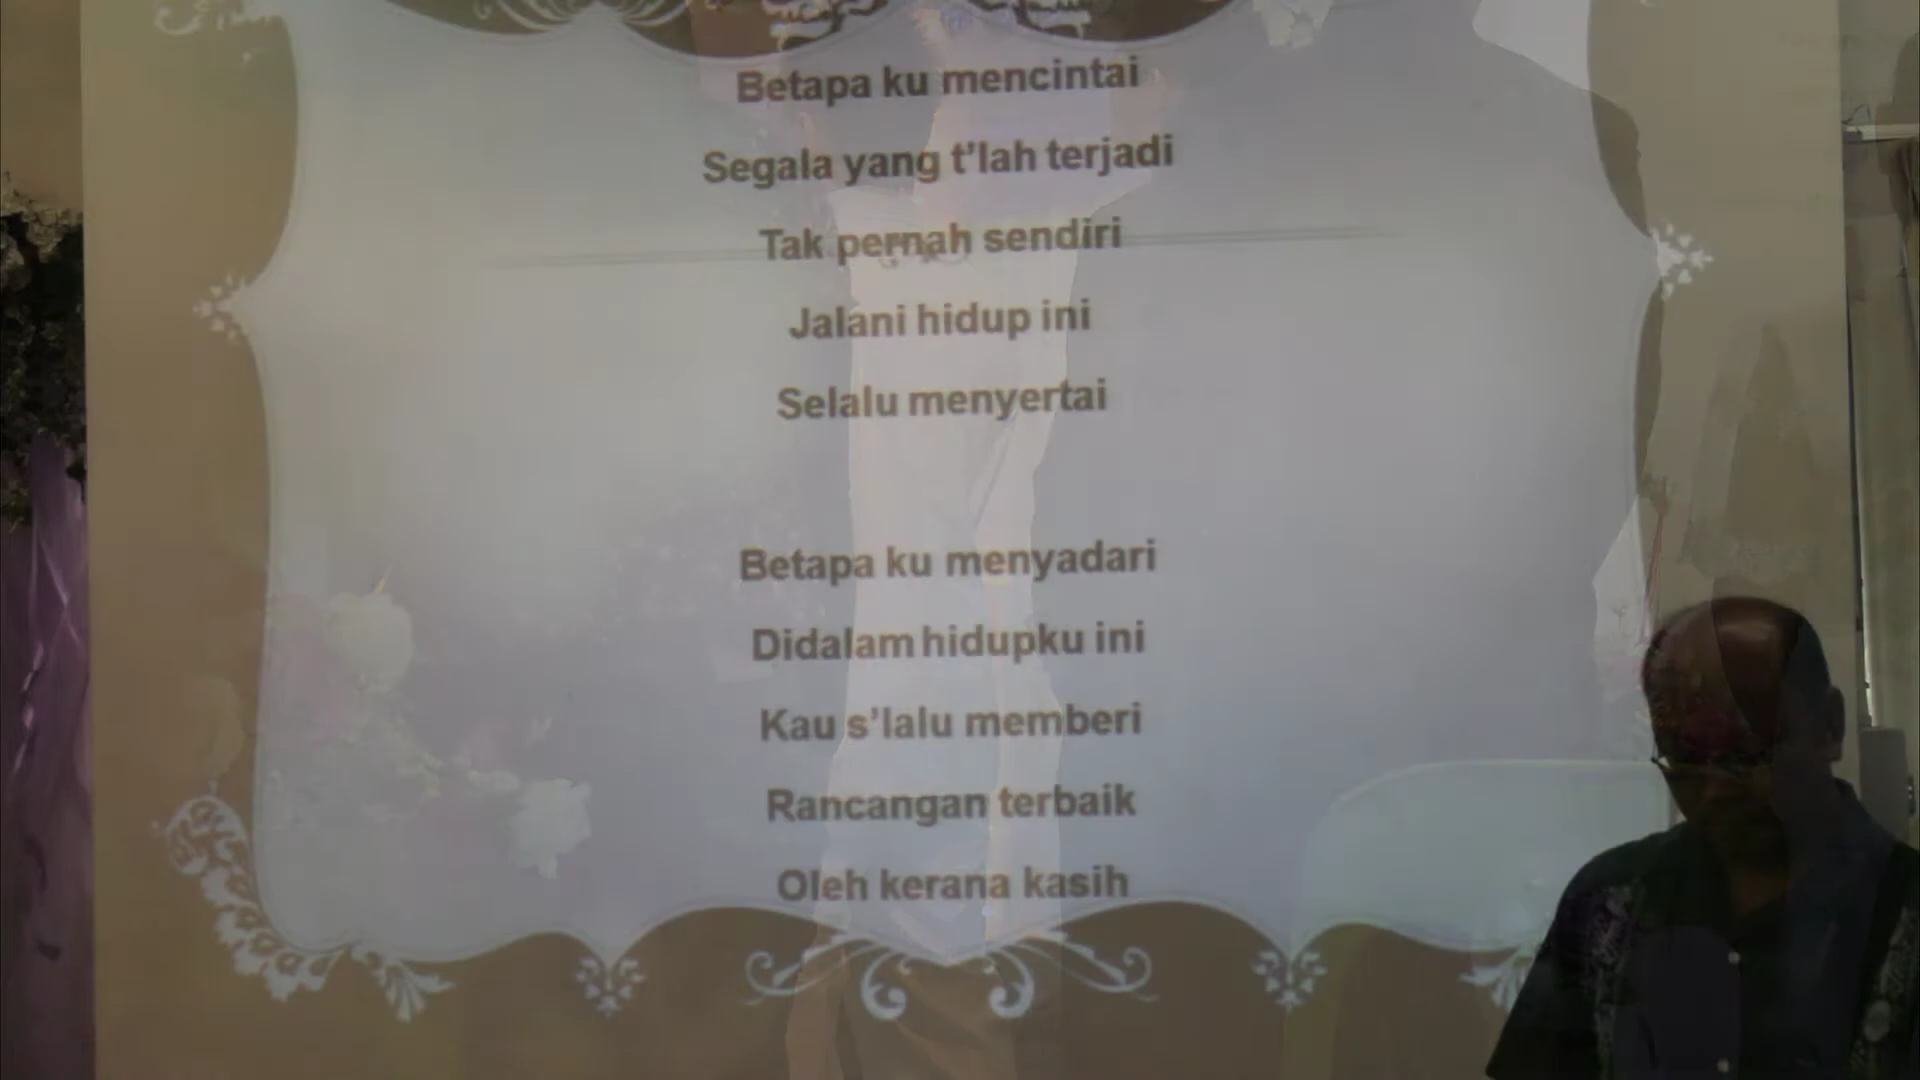 Betapa ku mencintai
Segala yang t’lah terjadi
Tak pernah sendiri
Jalani hidup ini
Selalu menyertai
Betapa ku menyadari
Didalam hidupku ini
Kau s’lalu memberi
Rancangan terbaik
Oleh kerana kasih